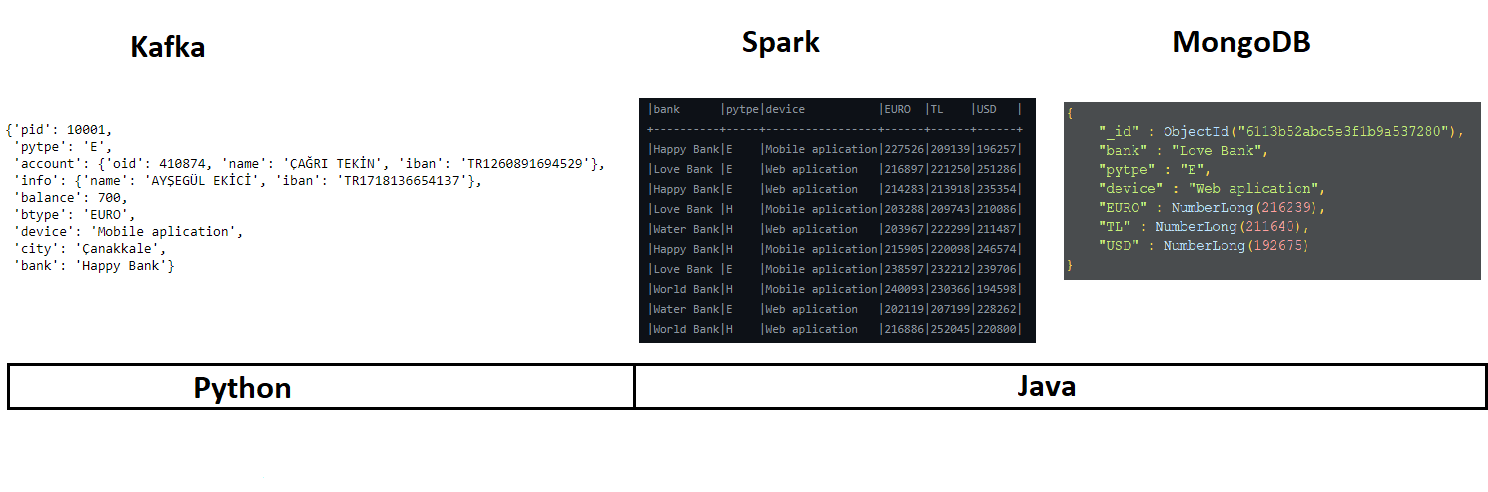 Kafka
Spark
MongoDB
{'pid': 10001,
'pytpe': 'E',
'account': {'oid': 410874, 'name': 'ÇAĞRI TEKİN', 'iban': 'TR1260891694529'},
'info': {'name': 'AYŞEGÜL EKİCİ', 'iban': 'TR1718136654137'},
'balance': 700,
'btype': 'EURO',
'device': 'Mobile aplication',
'city': 'Çanakkale',
'bank': 'Happy Bank'}
|bank      |pytpe|device           |EURO  |TL    |USD   |
+----------+-----+-----------------+------+------+------+
|Happy Bank|E    |Mobile aplication|227526|209139|196257|
|Love Bank |E    |Web aplication   |216897|221250|251286|
|Happy Bank|E    |Web aplication   |214283|213918|235354|
|Love Bank |H    |Mobile aplication|203288|209743|210086|
|Water Bank|H    |Web aplication   |203967|222299|211487|
|Happy Bank|H    |Mobile aplication|215905|220098|246574|
|Love Bank |E    |Mobile aplication|238597|232212|239706|
|World Bank|H    |Mobile aplication|240093|230366|194598|
|Water Bank|E    |Web aplication   |202119|207199|228262|
|World Bank|H    |Web aplication   |216886|252045|220800|
{
"_id" : ObjectId("6113b52abc5e3f1b9a537280"),
"bank" : "Love Bank",
"pytpe" : "E",
"device" : "Web aplication",
"EURO" : NumberLong(216239),
"TL" : NumberLong(211640),
"USD" : NumberLong(192675)
}
Python
Java